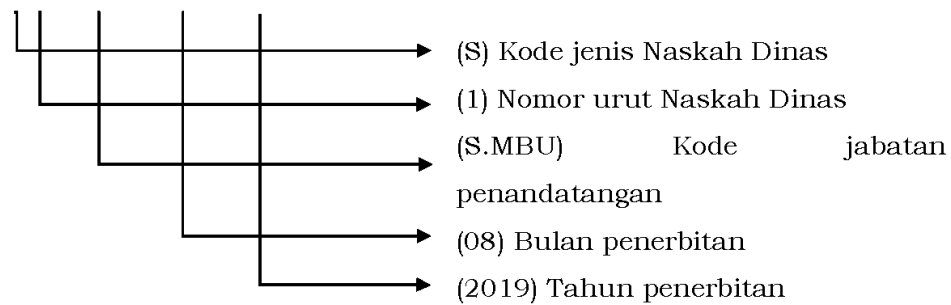 (S) Kode jenis Naskah Dinas
(1) Nomor urut Naskah Dinas
(S.MBU) Kode jabatan
penandatangan
(08) Bulan penerbitan
(2019) Tahun penerbitan